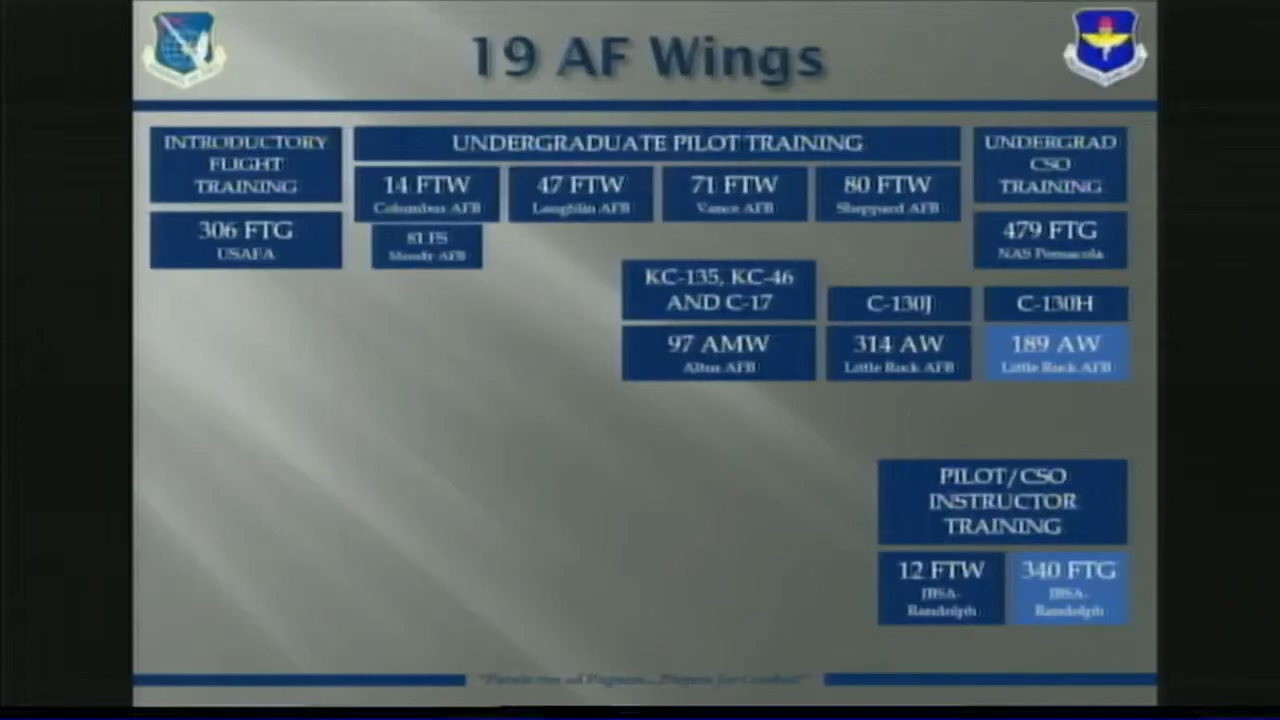 19 AF Wings
INTRODUCTORY
FLIGHT
TRAINING
306 FTG
USAFA
UNDERGRADUATE PILOT TRAINING
14 FTW
Columbus AFB
81 FS
Moody AFB
47 FTW
Laughlin AFB
71 FTW
Vance AFB
80 FTW
Sheppard AFB
UNDERGRAD
CSO
TRAINING
479 FTG
NAS Pensacola
KC-135, KC-46
AND C-17
97 AMW
Altus AFB
C-130J
314 AW
Little Rock AFB
C-130H
189 AW
Little Rock AFB
PILOT/CSO
INSTRUCTOR
TRAINING
12 FTW
JBSA-
Randolph
340 FTG
JBSA-
Randolph